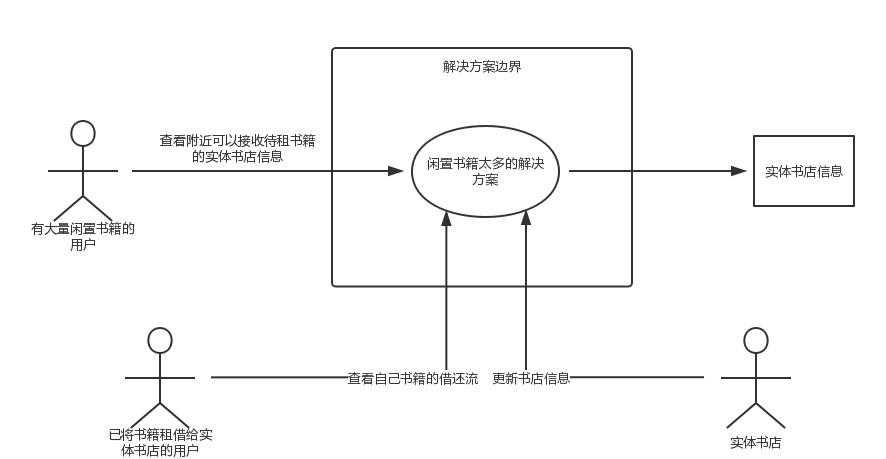 解决方案边界
查看附近可以接收待租书籍
的实体书店信息
闲置书籍太多的解决
方案
实体书店信息
有大量闲置书籍的
用户
查看自己书籍的借还流
更新书店信息
已将书籍租借给实
体书店的用户
实体书店